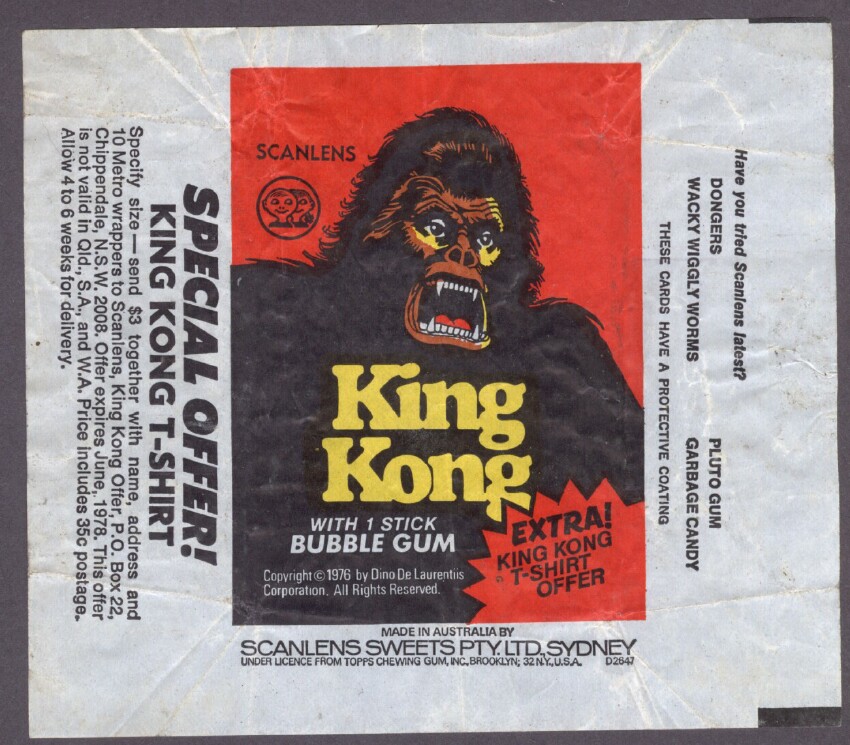 SPECIAL OFFER!
KING KONG T-SHIRT
Specify size — send $3 together with name, address and
10 Metro wrappers to Scanlens, King Kong Offer, P.O. Box 22,
Chippendale, N.S.W. 2008. Offer expires June, 1978. This offer
is not valid in Qld., S.A., and W.A. Price includes 35c postage.
Allow 4 to 6 weeks for delivery.
SCANLENS
King
Kong
WITH 1 STICK
BUBBLE GUM
Copyright © 1976 by Dino De Laurentiis
Corporation. All Rights Reserved.
EXTRA!
KING KONG
T-SHIRT
OFFER
MADE IN AUSTRALIA BY
SCANLENS SWEETS PTY. LTD., SYDNEY
UNDER LICENCE FROM TOPPS CHEWING GUM, INC., BROOKLYN; 32 N.Y., U.S.A. D2647
Have you tried Scanlens latest?
DONGERS PLUTO GUM
WACKY WIGGLY WORMS GARBAGE CANDY
THESE CARDS HAVE A PROTECTIVE COATING